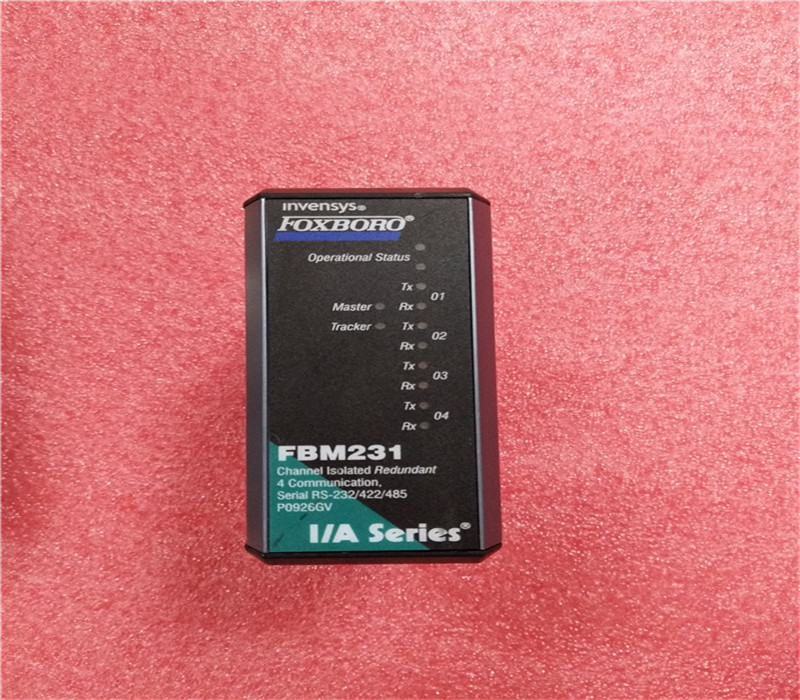 invensys®
FOXBORO®
Operational Status
Tx
01
Master Rx
Tracker Tx
02
Rx
Tx
03
Rx
Tx
04
Rx
FBM231
Channel Isolated Redundant
4 Communication,
Serial RS-232/422/485
P0926GV
I/A Series®